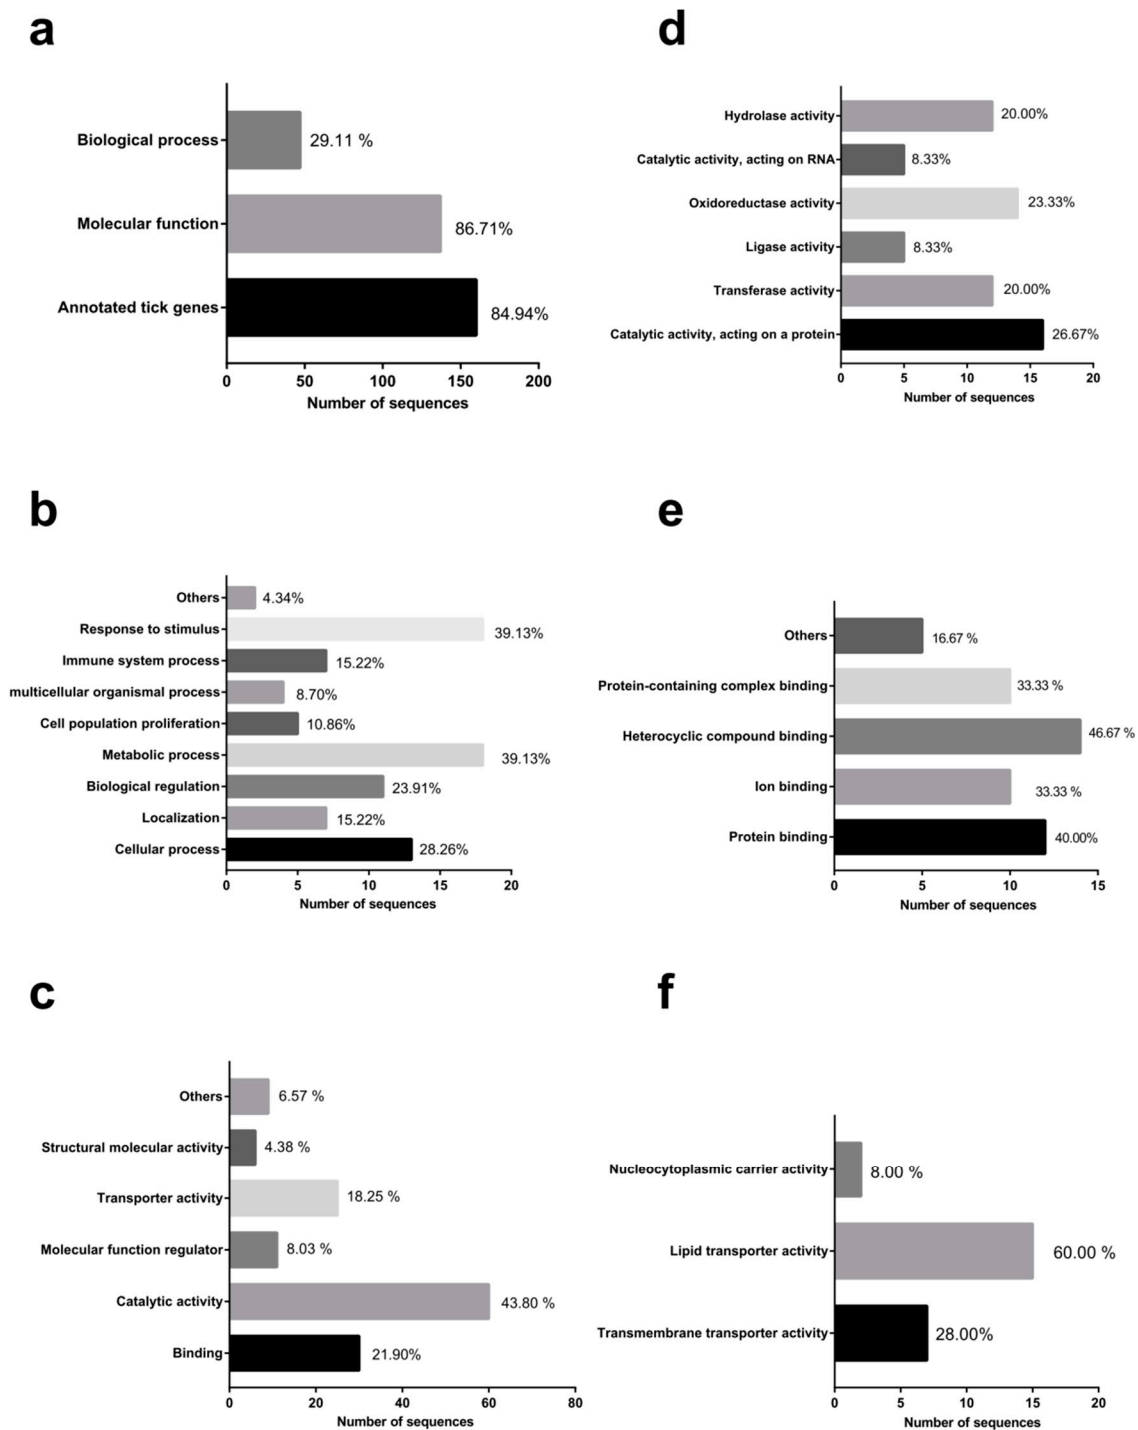 a
Biological process
29.11 %
Molecular function
86.71%
Annotated tick genes
84.94%
0 50 100 150 200
Number of sequences
d
Hydrolase activity
20.00%
Catalytic activity, acting on RNA
8.33%
Oxidoreductase activity
23.33%
Ligase activity
8.33%
Transferase activity
20.00%
Catalytic activity, acting on a protein
26.67%
0 5 10 15 20
Number of sequences
b
Others
4.34%
Response to stimulus
39.13%
Immune system process
15.22%
multicellular organismal process
8.70%
Cell population proliferation
10.86%
Metabolic process
39.13%
Biological regulation
23.91%
Localization
15.22%
Cellular process
28.26%
0 5 10 15 20
Number of sequences
e
Others
16.67 %
Protein-containing complex binding
33.33 %
Heterocyclic compound binding
46.67 %
Ion binding
33.33 %
Protein binding
40.00%
0 5 10 15
Number of sequences
c
Others
6.57 %
Structural molecular activity
4.38 %
Transporter activity
18.25 %
Molecular function regulator
8.03 %
Catalytic activity
43.80 %
Binding
21.90%
0 20 40 60 80
Number of sequences
f
Nucleocytoplasmic carrier activity
8.00 %
Lipid transporter activity
60.00 %
Transmembrane transporter activity
28.00%
0 5 10 15 20
Number of sequences